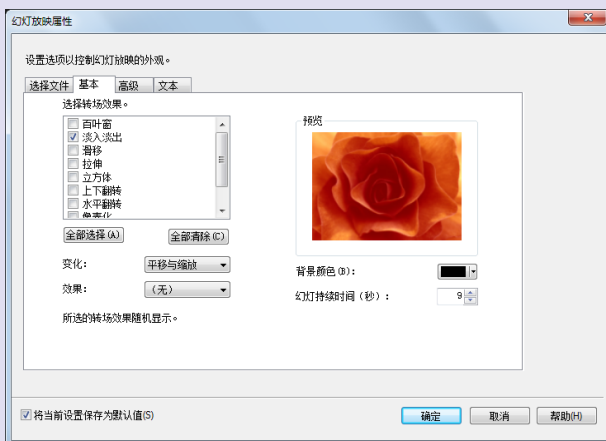 幻灯放映属性
设置选项以控制幻灯放映的外观。
选择文件 基本 高级 文本
选择转场效果。
百叶窗
淡入淡出
滑移
拉伸
立方体
上下翻转
水平翻转
像素化
全部选择(A) 全部清除(C)
变化: 平移与缩放
效果: (无)
所选的转场效果随机显示。
预览
背景颜色(B):
幻灯持续时间(秒): 9
将当前设置保存为默认值(S)
确定 取消 帮助(H)